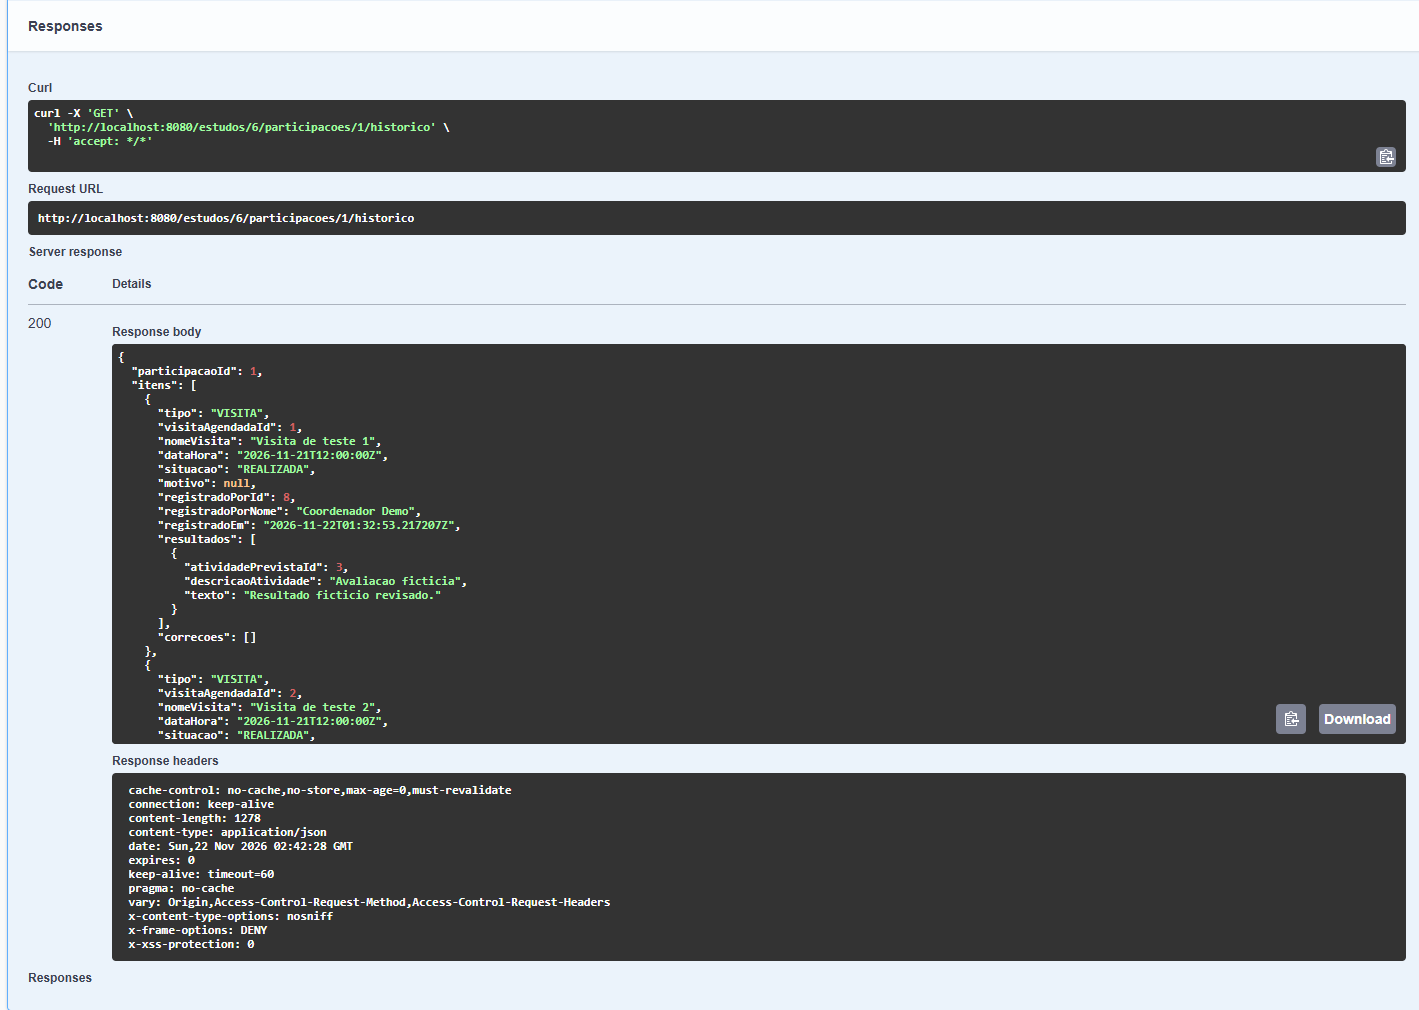 Responses
Curl
curl -X 'GET' \
  'http://localhost:8080/estudos/6/participacoes/1/historico' \
  -H 'accept: */*'
Request URL
http://localhost:8080/estudos/6/participacoes/1/historico
Server response
Code Details
200
Response body
{
  "participacaoId": 1,
  "itens": [
    {
      "tipo": "VISITA",
      "visitaAgendadaId": 1,
      "nomeVisita": "Visita de teste 1",
      "dataHora": "2026-11-21T12:00:00Z",
      "situacao": "REALIZADA",
      "motivo": null,
      "registradoPorId": 8,
      "registradoPorNome": "Coordenador Demo",
      "registradoEm": "2026-11-22T01:32:53.217207Z",
      "resultados": [
        {
          "atividadePrevistaId": 3,
          "descricaoAtividade": "Avaliacao ficticia",
          "texto": "Resultado ficticio revisado."
        }
      ],
      "correcoes": []
    },
    {
      "tipo": "VISITA",
      "visitaAgendadaId": 2,
      "nomeVisita": "Visita de teste 2",
      "dataHora": "2026-11-21T12:00:00Z",
      "situacao": "REALIZADA",
Download
Response headers
cache-control: no-cache,no-store,max-age=0,must-revalidate
connection: keep-alive
content-length: 1278
content-type: application/json
date: Sun,22 Nov 2026 02:42:28 GMT
expires: 0
keep-alive: timeout=60
pragma: no-cache
vary: Origin,Access-Control-Request-Method,Access-Control-Request-Headers
x-content-type-options: nosniff
x-frame-options: DENY
x-xss-protection: 0
Responses